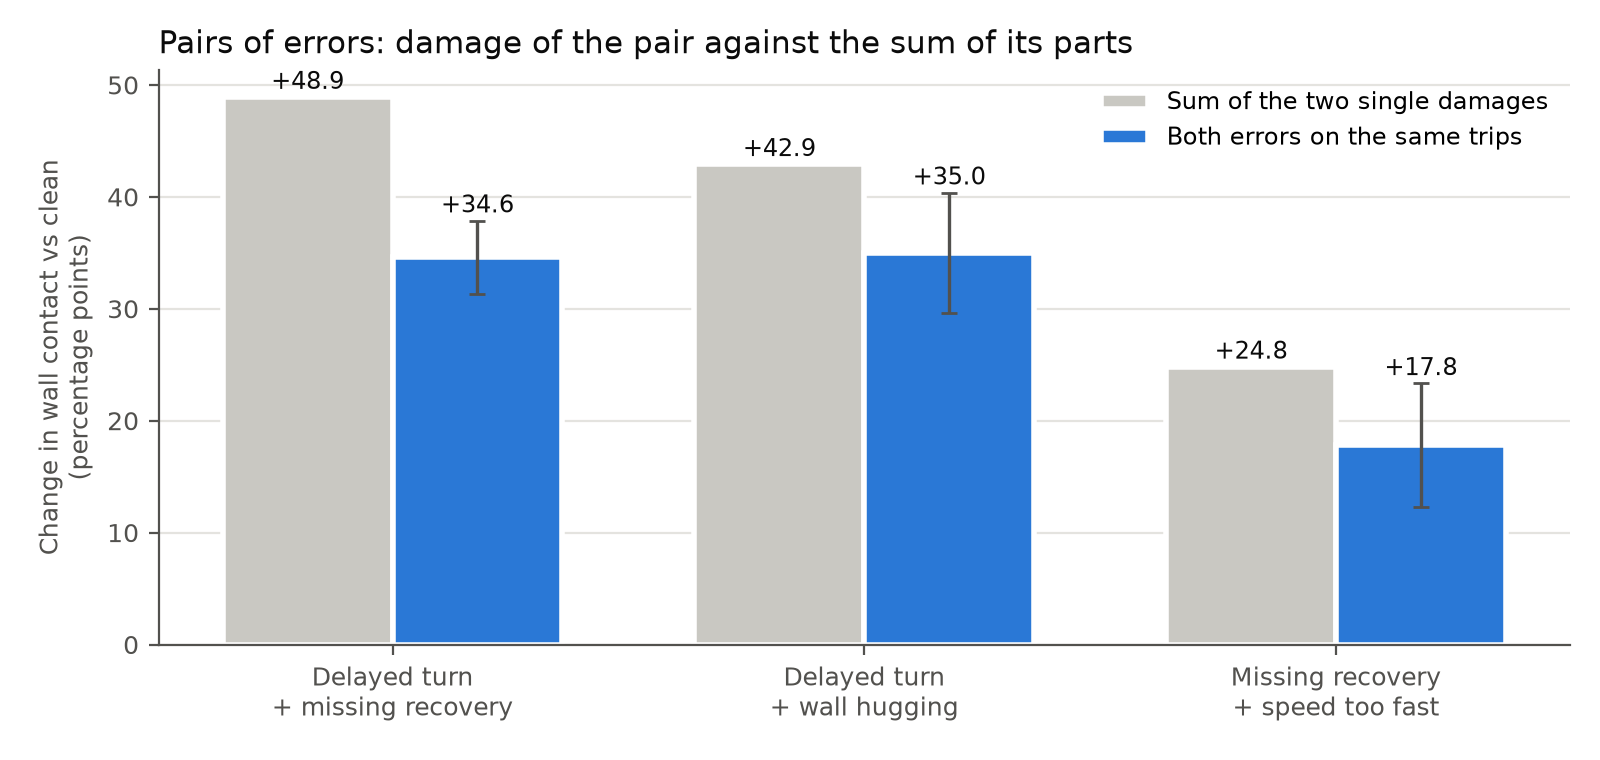 Pairs of errors: damage of the pair against the sum of its parts
Change in wall contact vs clean
(percentage points)
50
40
30
20
10
0
+48.9
+34.6
+42.9
+35.0
+24.8
+17.8
Sum of the two single damages
Both errors on the same trips
Delayed turn
+ missing recovery
Delayed turn
+ wall hugging
Missing recovery
+ speed too fast